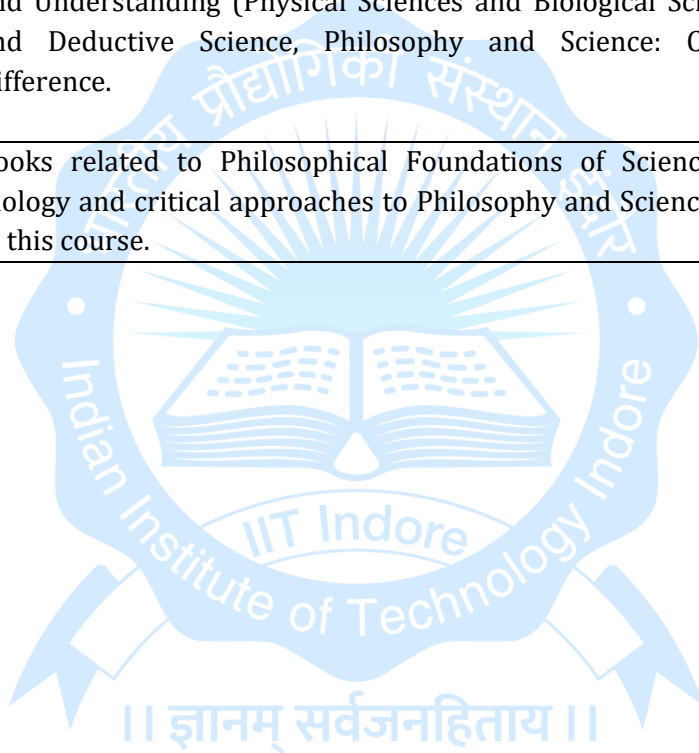 nd Understanding (Physical Sciences and Biological Sci
nd Deductive Science, Philosophy and Science: C
ifference.
ooks related to Philosophical Foundations of Scienc
nology and critical approaches to Philosophy and Scienc
this course.
भारतीय प्रौद्योगिकी संस्थान इंदौर
Indian Institute of Technology Indore
IIT Indore
।। ज्ञानम् सर्वजनहिताय ।।